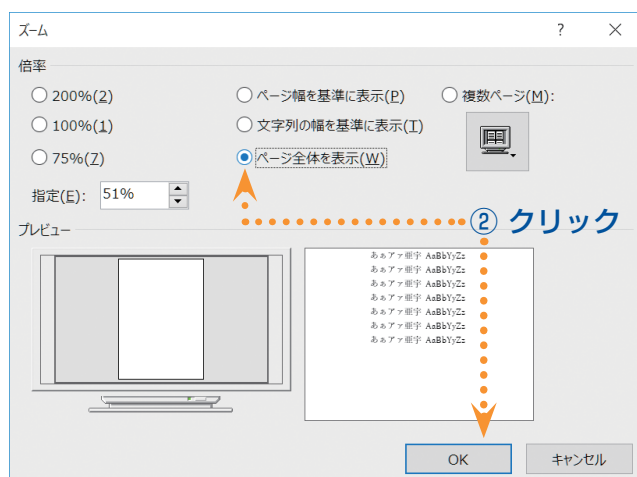 ズーム ?
倍率
200%(2) ページ幅を基準に表示(P) 複数ページ(M):
100%(1) 文字列の幅を基準に表示(T)
75%(7) ページ全体を表示(W)
指定(E): 51%
② クリック
プレビュー
あぁアァ亜宇 AaBbYyZz
あぁアァ亜宇 AaBbYyZz
あぁアァ亜宇 AaBbYyZz
あぁアァ亜宇 AaBbYyZz
あぁアァ亜宇 AaBbYyZz
あぁアァ亜宇 AaBbYyZz
あぁアァ亜宇 AaBbYyZz
OK キャンセル